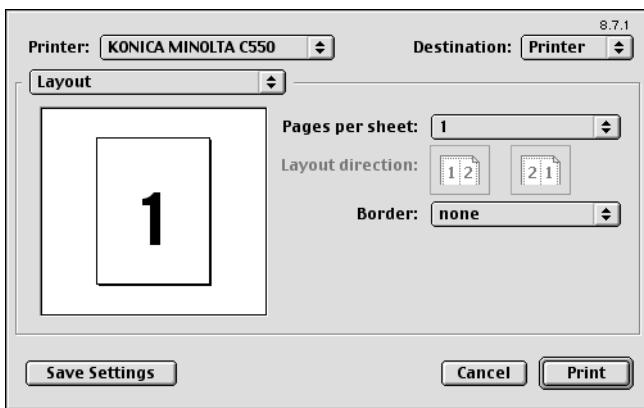 8.7.1
Printer: KONICA MINOLTA C550 Destination: Printer
Layout
Pages per sheet: 1
Layout direction: 1 2 2 1
1
Border: none
Save Settings Cancel Print